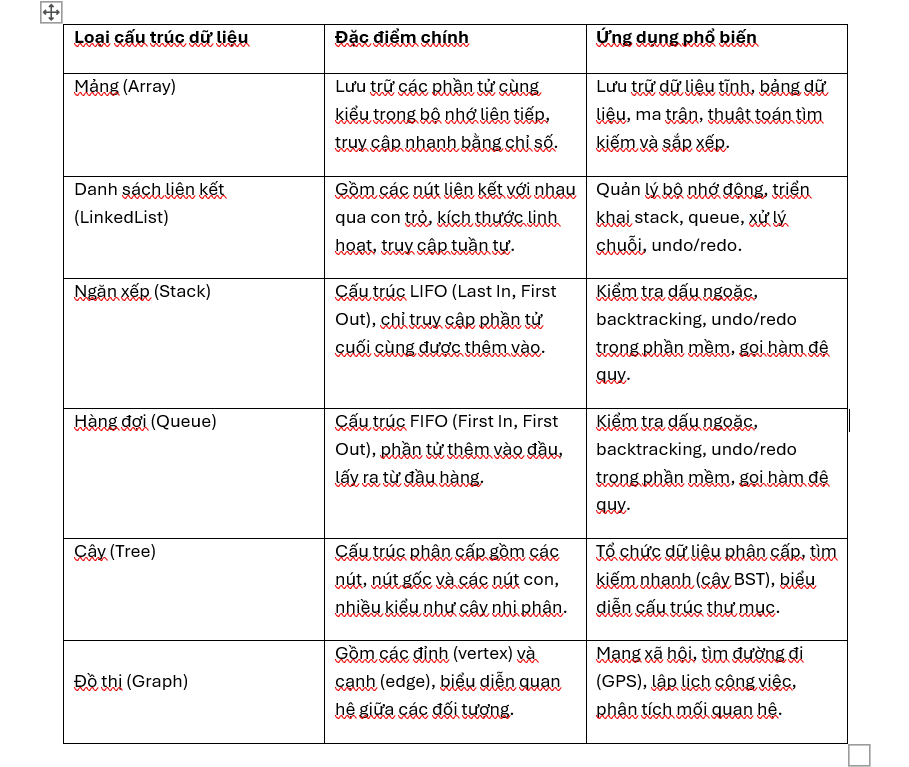 Loại cấu trúc dữ liệu
Đặc điểm chính
Ứng dụng phổ biến
Mảng (Array)
Lưu trữ các phần tử cùng
kiểu trong bộ nhớ liên tiếp,
truy cập nhanh bằng chỉ số.
Lưu trữ dữ liệu tĩnh, bảng dữ
liệu, ma trận, thuật toán tìm
kiếm và sắp xếp.
Danh sách liên kết
(LinkedList)
Gồm các nút liên kết với nhau
qua con trỏ, kích thước linh
hoạt, truy cập tuần tự.
Quản lý bộ nhớ động, triển
khai stack, queue, xử lý
chuỗi, undo/redo.
Ngăn xếp (Stack)
Cấu trúc LIFO (Last In, First
Out), chỉ truy cập phần tử
cuối cùng được thêm vào.
Kiểm tra dấu ngoặc,
backtracking, undo/redo
trong phần mềm, gọi hàm đệ
quy.
Hàng đợi (Queue)
Cấu trúc FIFO (First In, First
Out), phần tử thêm vào đầu,
lấy ra từ đầu hàng.
Kiểm tra dấu ngoặc,
backtracking, undo/redo
trong phần mềm, gọi hàm đệ
quy.
Cây (Tree)
Cấu trúc phân cấp gồm các
nút, nút gốc và các nút con,
nhiều kiểu như cây nhị phân.
Tổ chức dữ liệu phân cấp, tìm
kiếm nhanh (cây BST), biểu
diễn cấu trúc thư mục.
Đồ thị (Graph)
Gồm các đỉnh (vertex) và
cạnh (edge), biểu diễn quan
hệ giữa các đối tượng.
Mạng xã hội, tìm đường đi
(GPS), lập lịch công việc,
phân tích mối quan hệ.